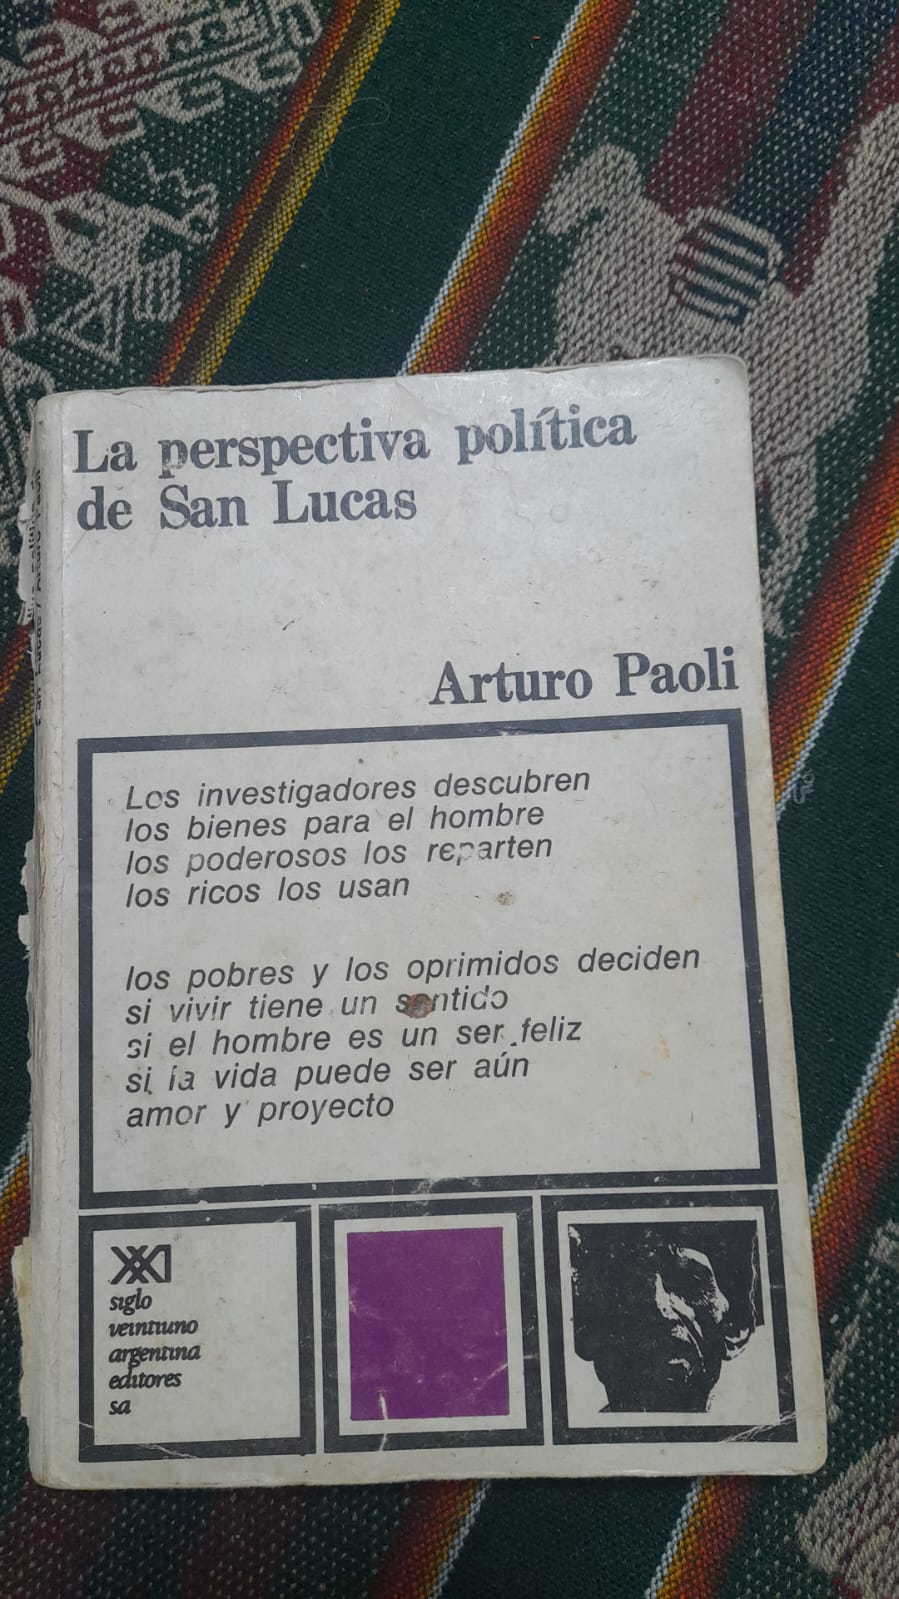 La perspectiva política
de San Lucas
Arturo Paoli
Los investigadores descubren
los bienes para el hombre
los poderosos los reparten
los ricos los usan
los pobres y los oprimidos deciden
si vivir tiene un sentido
si el hombre es un ser feliz
si la vida puede ser aún
amor y proyecto
XXI
siglo
veintiuno
argentina
editores
sa